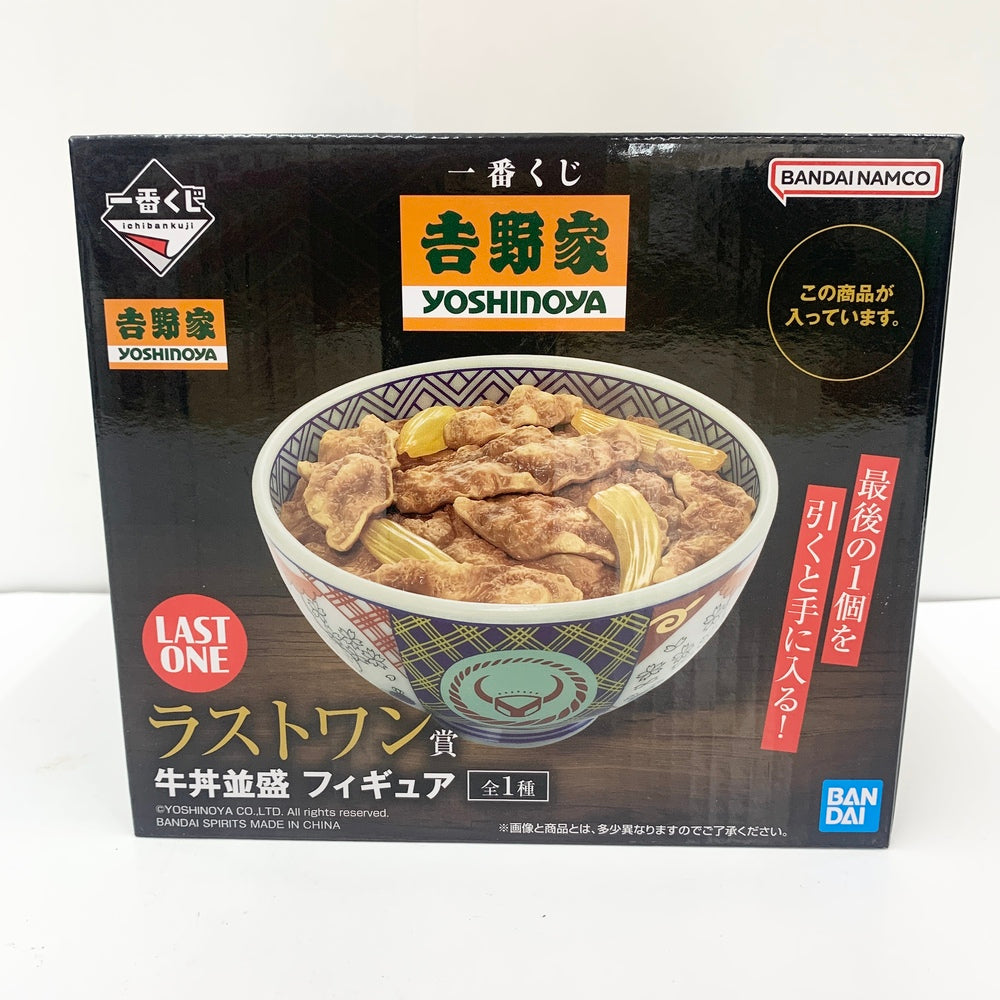 一番くじ
ichibankuji
吉野家
YOSHINOYA
一番くじ
吉野家
YOSHINOYA
BANDAI NAMCO
この商品が
入っています。
最後の1個を
引くと手に入る!
LAST
ONE
ラストワン賞
牛丼並盛 フィギュア 全1種
©YOSHINOYA CO.,LTD. All rights reserved.
BANDAI SPIRITS MADE IN CHINA
※画像と商品とは、多少異なりますのでご了承ください。
BAN
DAI